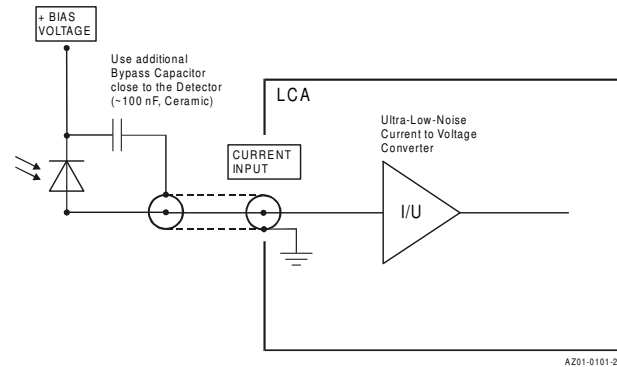 + BIAS
VOLTAGE
Use additional
Bypass Capacitor
close to the Detector
(~100 nF, Ceramic)
LCA
Ultra-Low-Noise
Current to Voltage
Converter
CURRENT
INPUT
I/U
AZ01-0101-2